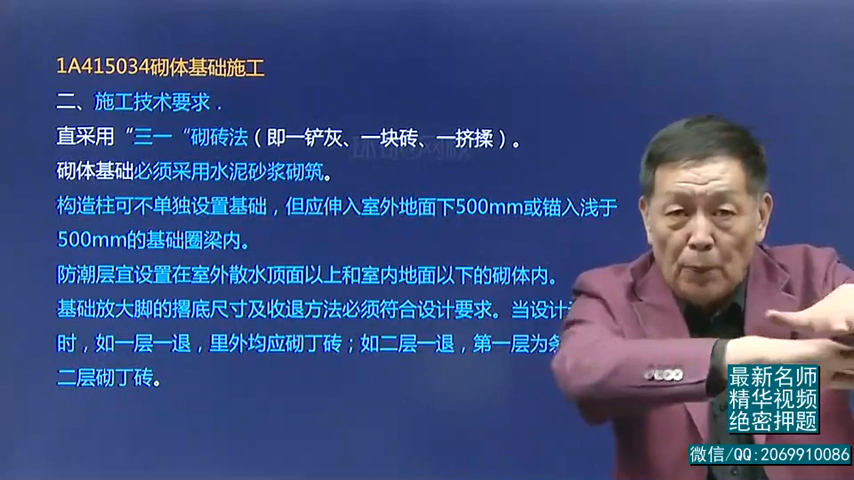 1A415034砌体基础施工
二、施工技术要求．
直采用“三一“砌砖法（即一铲灰、一块砖、一挤揉）。
砌体基础必须采用水泥砂浆砌筑。
构造柱可不单独设置基础，但应伸入室外地面下500mm或锚入浅于
500mm的基础圈梁内。
防潮层宜设置在室外散水顶面以上和室内地面以下的砌体内。
基础放大脚的撂底尺寸及收退方法必须符合设计要求。当设计
时，如一层一退，里外均应砌丁砖；如二层一退，第一层为条
二层砌丁砖。
最新名师
精华视频
绝密押题
微信/QQ:2069910086